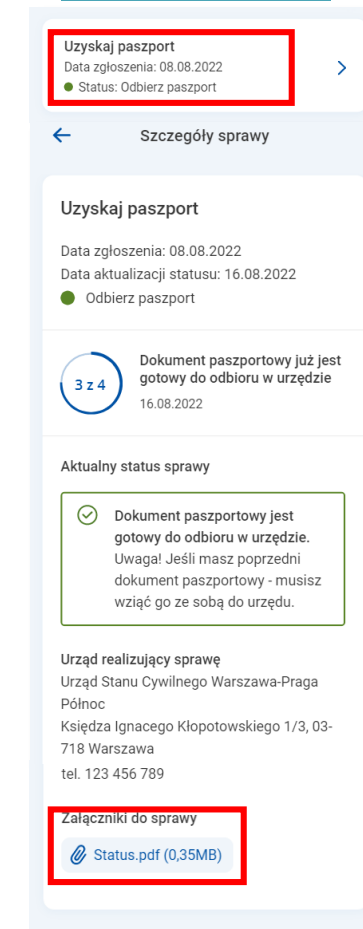 Uzyskaj paszport
Data zgłoszenia: 08.08.2022
Status: Odbierz paszport
Szczegóły sprawy
Uzyskaj paszport
Data zgłoszenia: 08.08.2022
Data aktualizacji statusu: 16.08.2022
Odbierz paszport
3 z 4
Dokument paszportowy już jest
gotowy do odbioru w urzędzie
16.08.2022
Aktualny status sprawy
Dokument paszportowy jest
gotowy do odbioru w urzędzie.
Uwaga! Jeśli masz poprzedni
dokument paszportowy - musisz
wziąć go ze sobą do urzędu.
Urząd realizujący sprawę
Urząd Stanu Cywilnego Warszawa-Praga
Północ
Księdza Ignacego Kłopotowskiego 1/3, 03-
718 Warszawa
tel. 123 456 789
Załączniki do sprawy
Status.pdf (0,35MB)